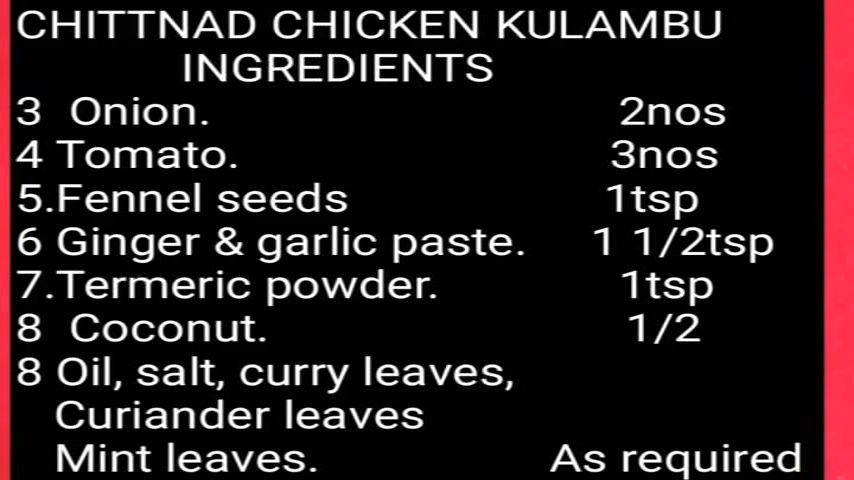 CHITTNAD CHICKEN KULAMBU
INGREDIENTS
3 Onion. 2nos
4 Tomato. 3nos
5.Fennel seeds 1tsp
6 Ginger & garlic paste. 1 1/2tsp
7.Termeric powder. 1tsp
8 Coconut. 1/2
8 Oil, salt, curry leaves,
Curiander leaves
Mint leaves. As required